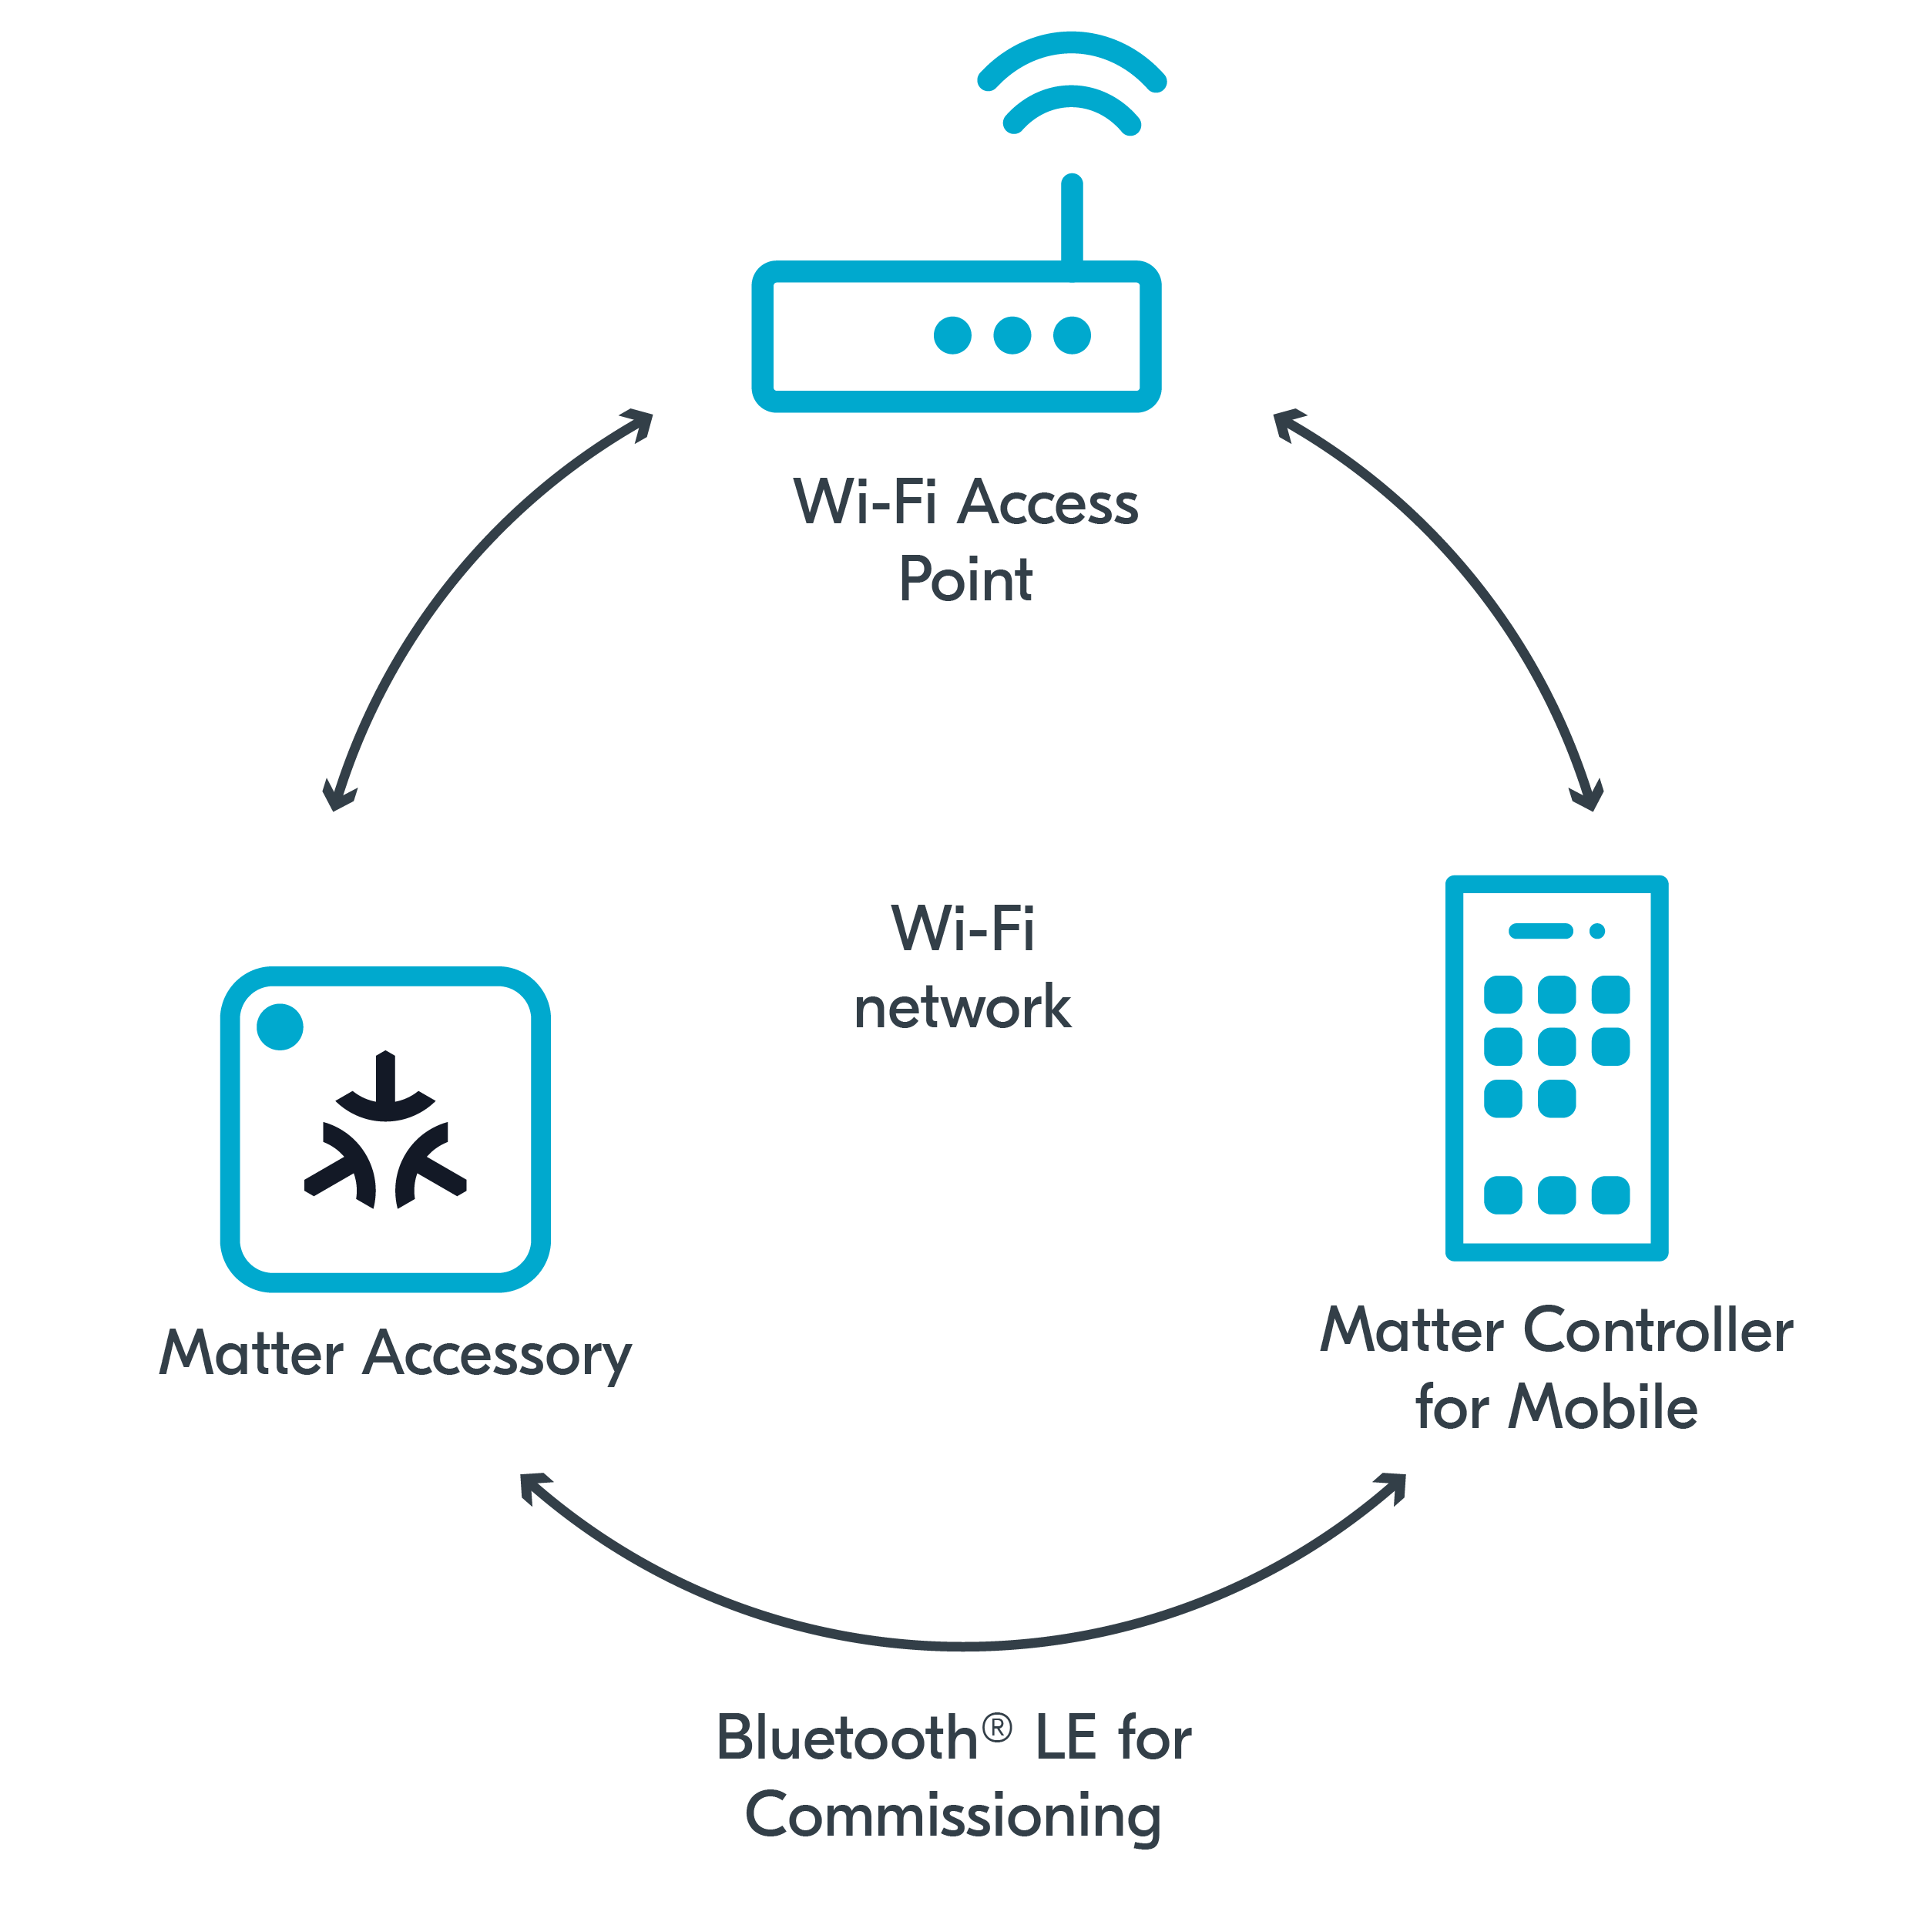 Wi-Fi Access
Point
Wi-Fi
network
Matter Accessory
Matter Controller
for Mobile
Bluetooth® LE for
Commissioning